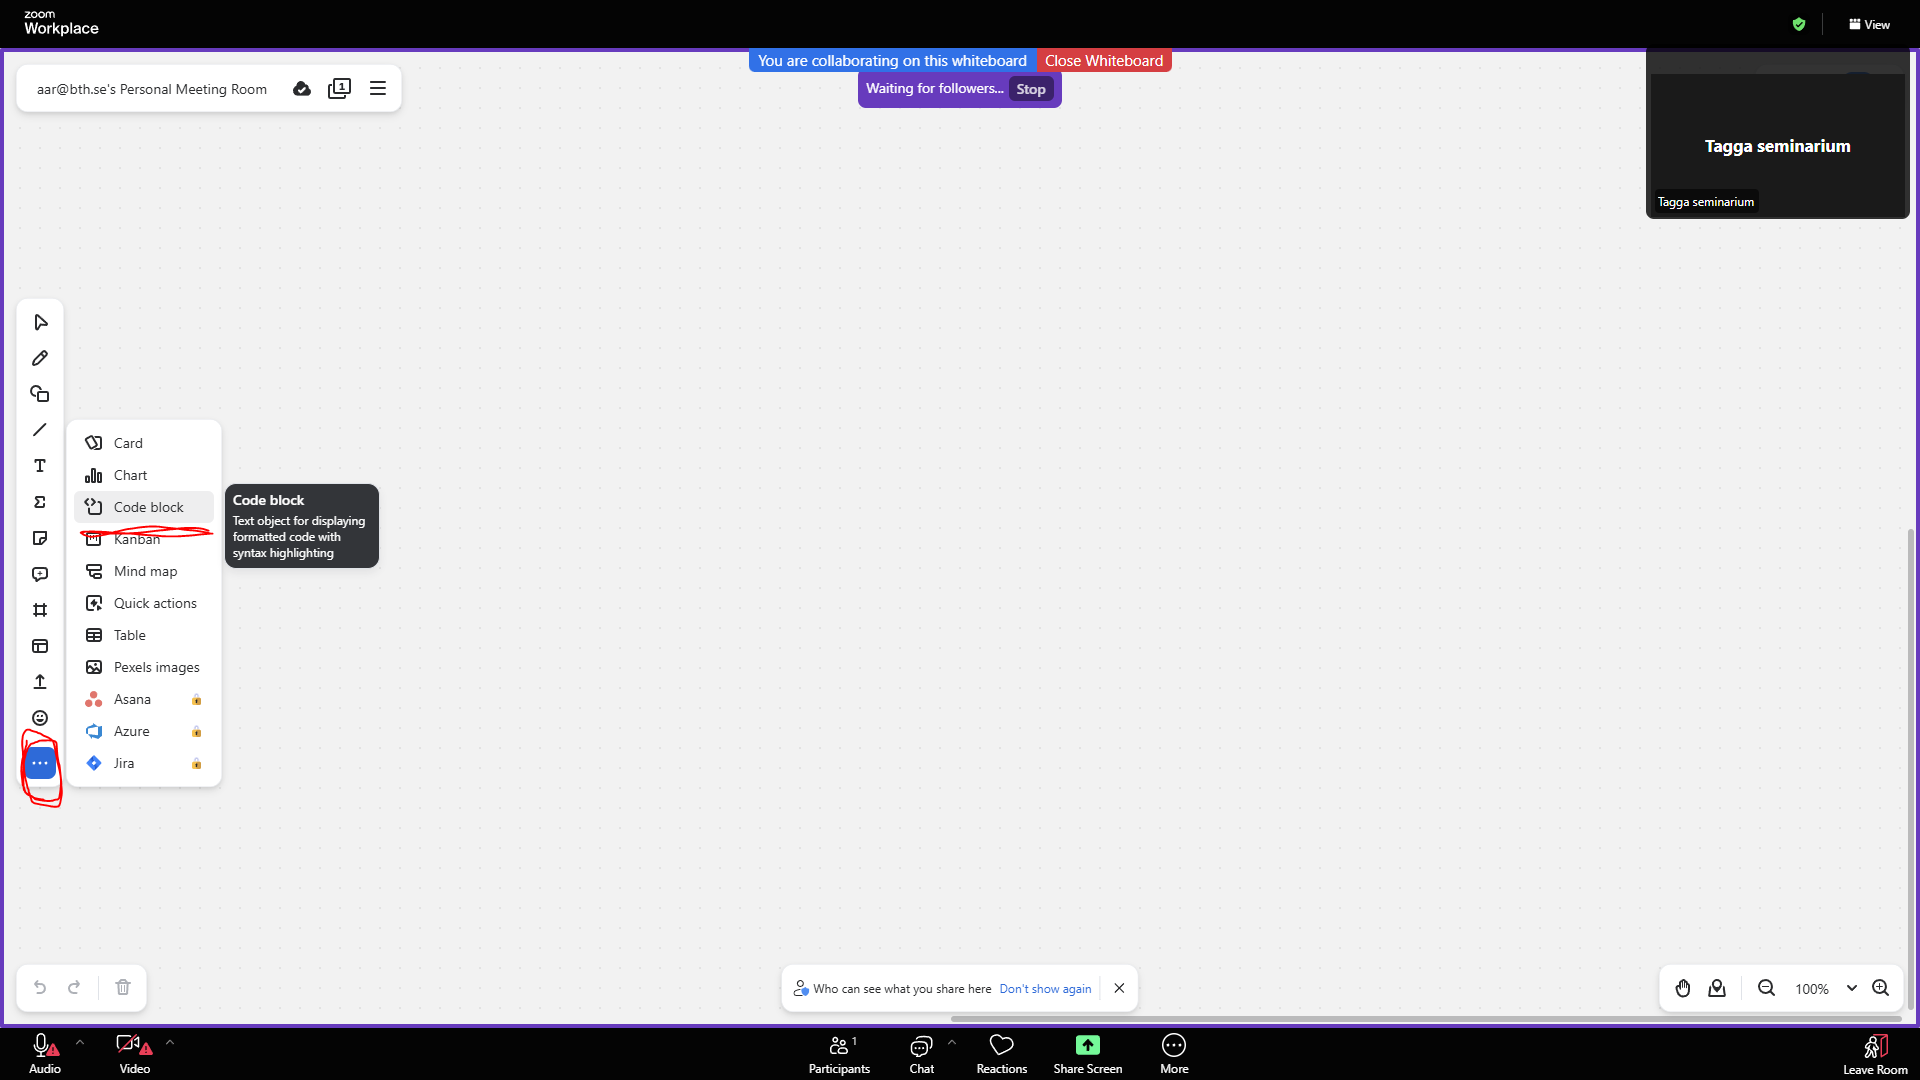 zoom
Workplace
View
You are collaborating on this whiteboard Close Whiteboard
aar@bth.se's Personal Meeting Room 1
Waiting for followers... Stop
Tagga seminarium
Tagga seminarium
Card
Chart
Code block
Code block
Text object for displaying
formatted code with
syntax highlighting
Kanban
Mind map
Quick actions
Table
Pexels images
Asana
Azure
Jira
Who can see what you share here Don't show again
100%
Audio
Video
Participants 1
Chat
Reactions
Share Screen
More
Leave Room